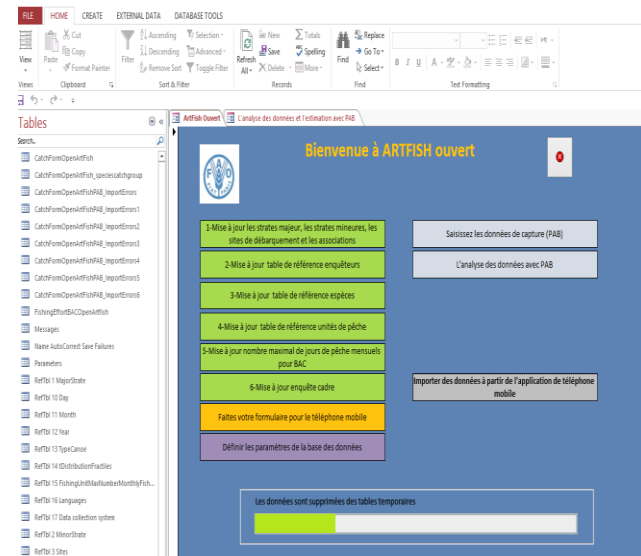 FILE HOME CREATE EXTERNAL DATA DATABASE TOOLS
View
Paste
Cut
Copy
Format Painter
Filter
Ascending
Descending
Remove Sort
Selection
Advanced
Toggle Filter
Refresh All
New
Save
Delete
Totals
Spelling
More
Find
Replace
Go To
Select
B I U A
Views Clipboard Sort & Filter Records Find Text Formatting
Tables
Search..
CatchFormOpenArtFish
CatchFormOpenArtFish_speciescatchgroup
CatchFormOpenArtFishPAB_ImportErrors
CatchFormOpenArtFishPAB_ImportErrors1
CatchFormOpenArtFishPAB_ImportErrors2
CatchFormOpenArtFishPAB_ImportErrors3
CatchFormOpenArtFishPAB_ImportErrors4
CatchFormOpenArtFishPAB_ImportErrors5
CatchFormOpenArtFishPAB_ImportErrors6
FishingEffortBACOpenArtfish
Messages
Name AutoCorrect Save Failures
Parameters
RefTbl 1 MajorStrate
RefTbl 10 Day
RefTbl 11 Month
RefTbl 12 Year
RefTbl 13 TypeCanoe
RefTbl 14 tDistributionFractiles
RefTbl 15 FishingUnitMaxNumberMonthlyFish...
RefTbl 16 Languages
RefTbl 17 Data collection system
RefTbl 2 MinorStrate
RefTbl 3 Sites
ArtFish Ouvert
L'analyse des données et l'estimation avec PAB
Bienvenue à ARTFISH ouvert
1-Mise à jour les strates majeur, les strates mineures, les
sites de débarquement et les associations
2-Mise à jour table de référence enquêteurs
3-Mise à jour table de référence espèces
4-Mise à jour table de référence unités de pêche
5-Mise à jour nombre maximal de jours de pêche mensuels
pour BAC
6-Mise à jour enquête cadre
Faites votre formulaire pour le téléphone mobile
Définir les paramètres de la base des données
Saisissez les données de capture (PAB)
L'analyse des données avec PAB
Importer des données à partir de l'application de téléphone
mobile
Les données sont supprimées des tables temporaires